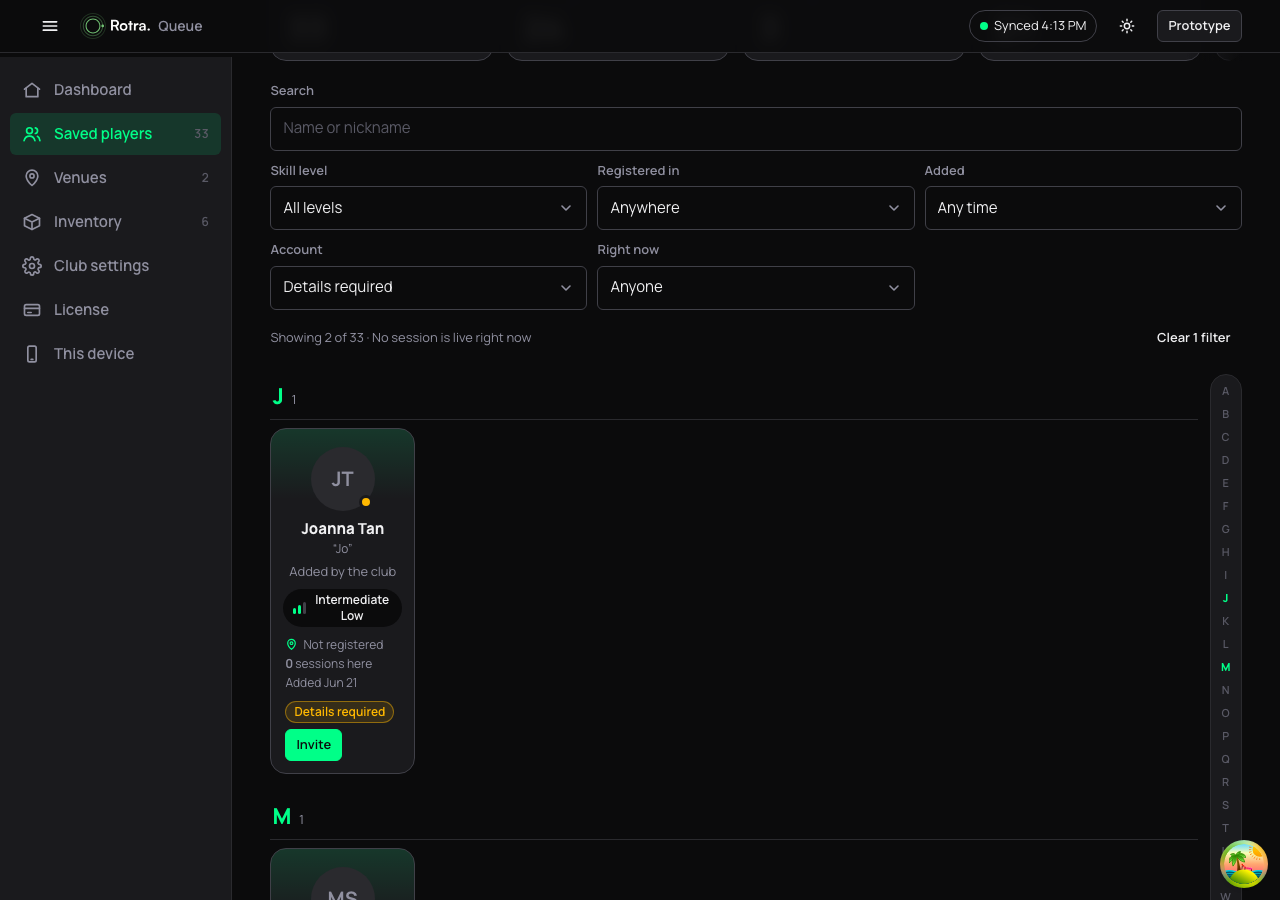 Rotra. Queue
Synced 4:13 PM
Prototype
Dashboard
Saved players 33
Venues 2
Inventory 6
Club settings
License
This device
Search
Name or nickname
Skill level
Registered in
Added
All levels
Anywhere
Any time
Account
Right now
Details required
Anyone
Showing 2 of 33 · No session is live right now
Clear 1 filter
J 1
JT
Joanna Tan
“Jo”
Added by the club
Intermediate
Low
Not registered
0 sessions here
Added Jun 21
Details required
Invite
M 1
MS
A
B
C
D
E
F
G
H
I
J
K
L
M
N
O
P
Q
R
S
T
W